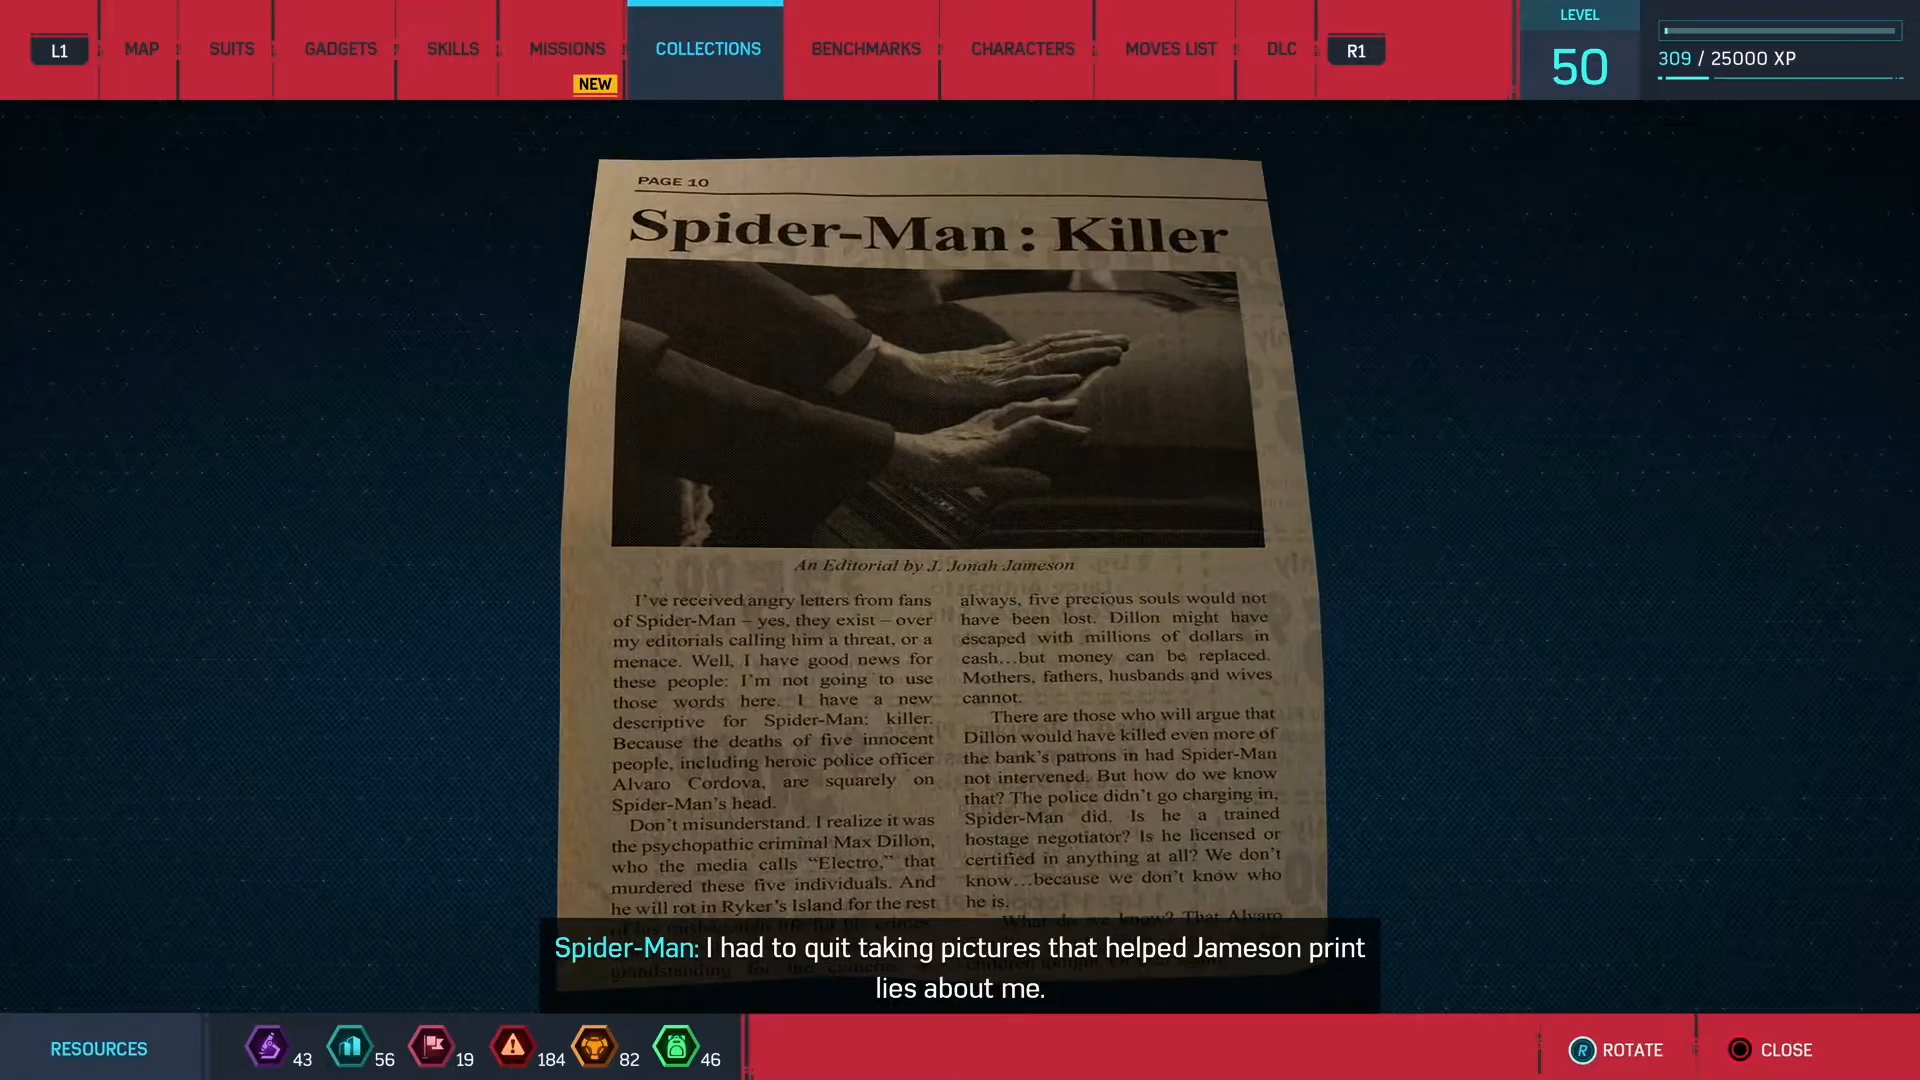 L1
MAP
SUITS
GADGETS
SKILLS
MISSIONS
NEW
COLLECTIONS
BENCHMARKS
CHARACTERS
MOVES LIST
DLC
R1
LEVEL
50
309 / 25000 XP
PAGE 10
Spider-Man : Killer
An Editorial by J. Jonah Jameson
I've received angry letters from fans
of Spider-Man – yes, they exist – over
my editorials calling him a threat, or a
menace. Well, I have good news for
these people: I'm not going to use
those words here. I have a new
descriptive for Spider-Man: killer.
Because the deaths of five innocent
people, including heroic police officer
Alvaro Cordova, are squarely on
Spider-Man's head.
Don't misunderstand. I realize it was
the psychopathic criminal Max Dillon,
who the media calls “Electro,” that
murdered these five individuals. And
he will rot in Ryker's Island for the rest
grandstanding for the
always, five precious souls would not
have been lost. Dillon might have
escaped with millions of dollars in
cash…but money can be replaced.
Mothers, fathers, husbands and wives
cannot.
There are those who will argue that
Dillon would have killed even more of
the bank's patrons in had Spider-Man
not intervened. But how do we know
that? The police didn't go charging in,
Spider-Man did. Is he a trained
hostage negotiator? Is he licensed or
certified in anything at all? We don't
know…because we don't know who
he is.
What do we know? That Alvaro
Spider-Man: I had to quit taking pictures that helped Jameson print
lies about me.
RESOURCES
43
56
19
184
82
46
R ROTATE
CLOSE